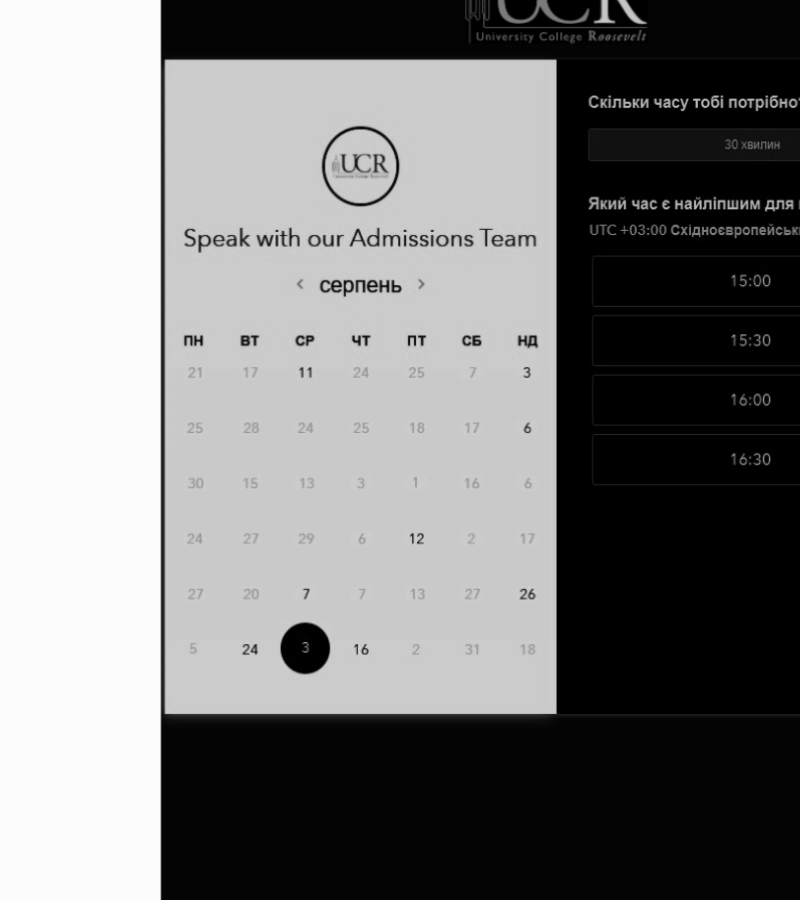 UCR
University College Roosevelt
UCR
University College Roosevelt
Speak with our Admissions Team
серпень
ПН ВТ СР ЧТ ПТ СБ НД
21 17 11 24 25 7 3
25 28 24 25 18 17 6
30 15 13 3 1 16 6
24 27 29 6 12 2 17
27 20 7 7 13 27 26
5 24 3 16 2 31 18
Скільки часу тобі потрібно
30 хвилин
Який час є найліпшим для
UTC +03:00 Східноєвропейськ
15:00
15:30
16:00
16:30